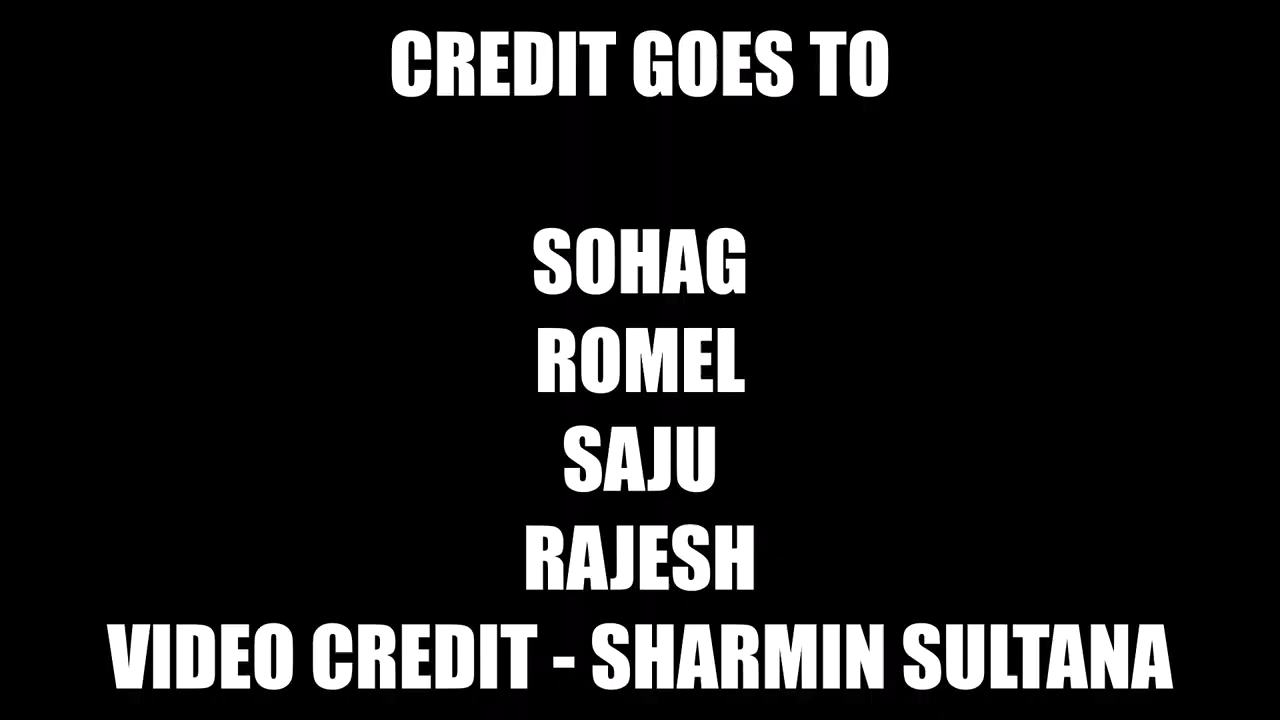 CREDIT GOES TO
SOHAG
ROMEL
SAJU
RAJESH
VIDEO CREDIT - SHARMIN SULTANA